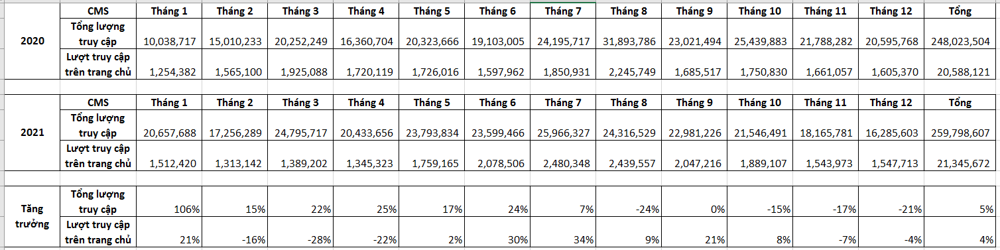 CMS Tháng 1 Tháng 2 Tháng 3 Tháng 4 Tháng 5 Tháng 6 Tháng 7 Tháng 8 Tháng 9 Tháng 10 Tháng 11 Tháng 12 Tổng
2020
Tổng lượng
truy cập 10,038,717 15,010,233 20,252,249 16,360,704 20,323,666 19,103,005 24,195,717 31,893,786 23,021,494 25,439,883 21,788,282 20,595,768 248,023,504
Lượt truy cập
trên trang chủ 1,254,382 1,565,100 1,925,088 1,720,119 1,726,016 1,597,962 1,850,931 2,245,749 1,685,517 1,750,830 1,661,057 1,605,370 20,588,121
CMS Tháng 1 Tháng 2 Tháng 3 Tháng 4 Tháng 5 Tháng 6 Tháng 7 Tháng 8 Tháng 9 Tháng 10 Tháng 11 Tháng 12 Tổng
2021
Tổng lượng
truy cập 20,657,688 17,256,289 24,795,717 20,433,656 23,793,834 23,599,466 25,966,327 24,316,529 22,981,226 21,546,491 18,165,781 16,285,603 259,798,607
Lượt truy cập
trên trang chủ 1,512,420 1,313,142 1,389,202 1,345,323 1,759,165 2,078,506 2,480,348 2,439,557 2,047,216 1,889,107 1,543,973 1,547,713 21,345,672
Tăng
trưởng
Tổng lượng
truy cập 106% 15% 22% 25% 17% 24% 7% -24% 0% -15% -17% -21% 5%
Lượt truy cập
trên trang chủ 21% -16% -28% -22% 2% 30% 34% 9% 21% 8% -7% -4% 4%